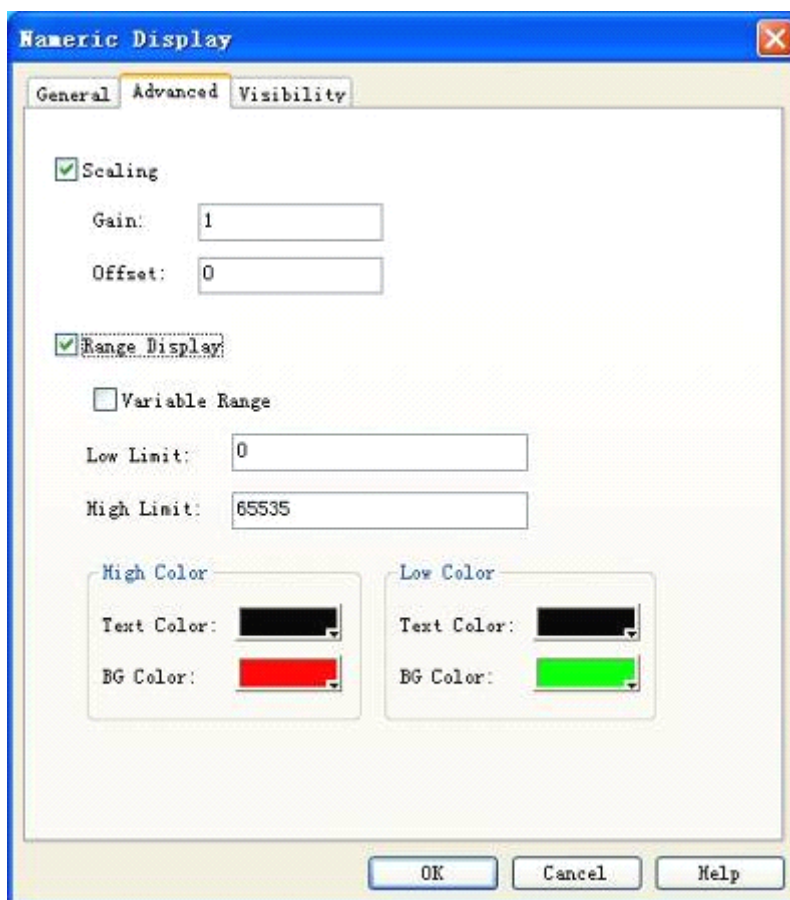 Nameric Display
General Advanced Visibility
Scaling
Gain: 1
Offset: 0
Range Display
Variable Range
Low Limit: 0
High Limit: 65535
High Color Low Color
Text Color: Text Color:
BG Color: BG Color:
OK Cancel Help